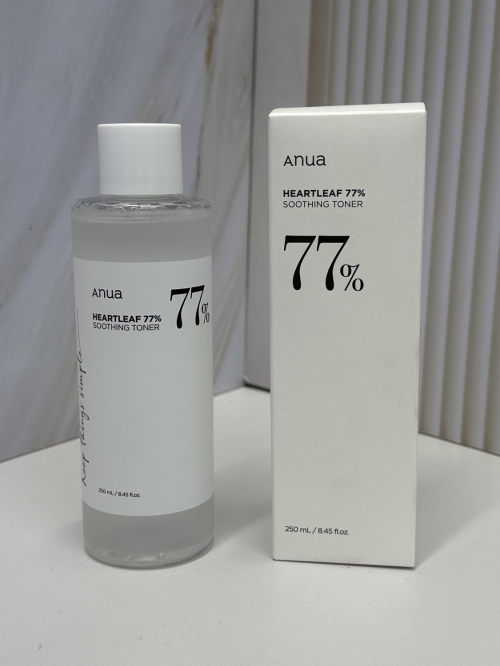 Anua
HEARTLEAF 77%
SOOTHING TONER
77%
Keep things simple
250 mL / 8.45 fl.oz.
Anua
HEARTLEAF 77%
SOOTHING TONER
77%
250 mL / 8.45 fl.oz.